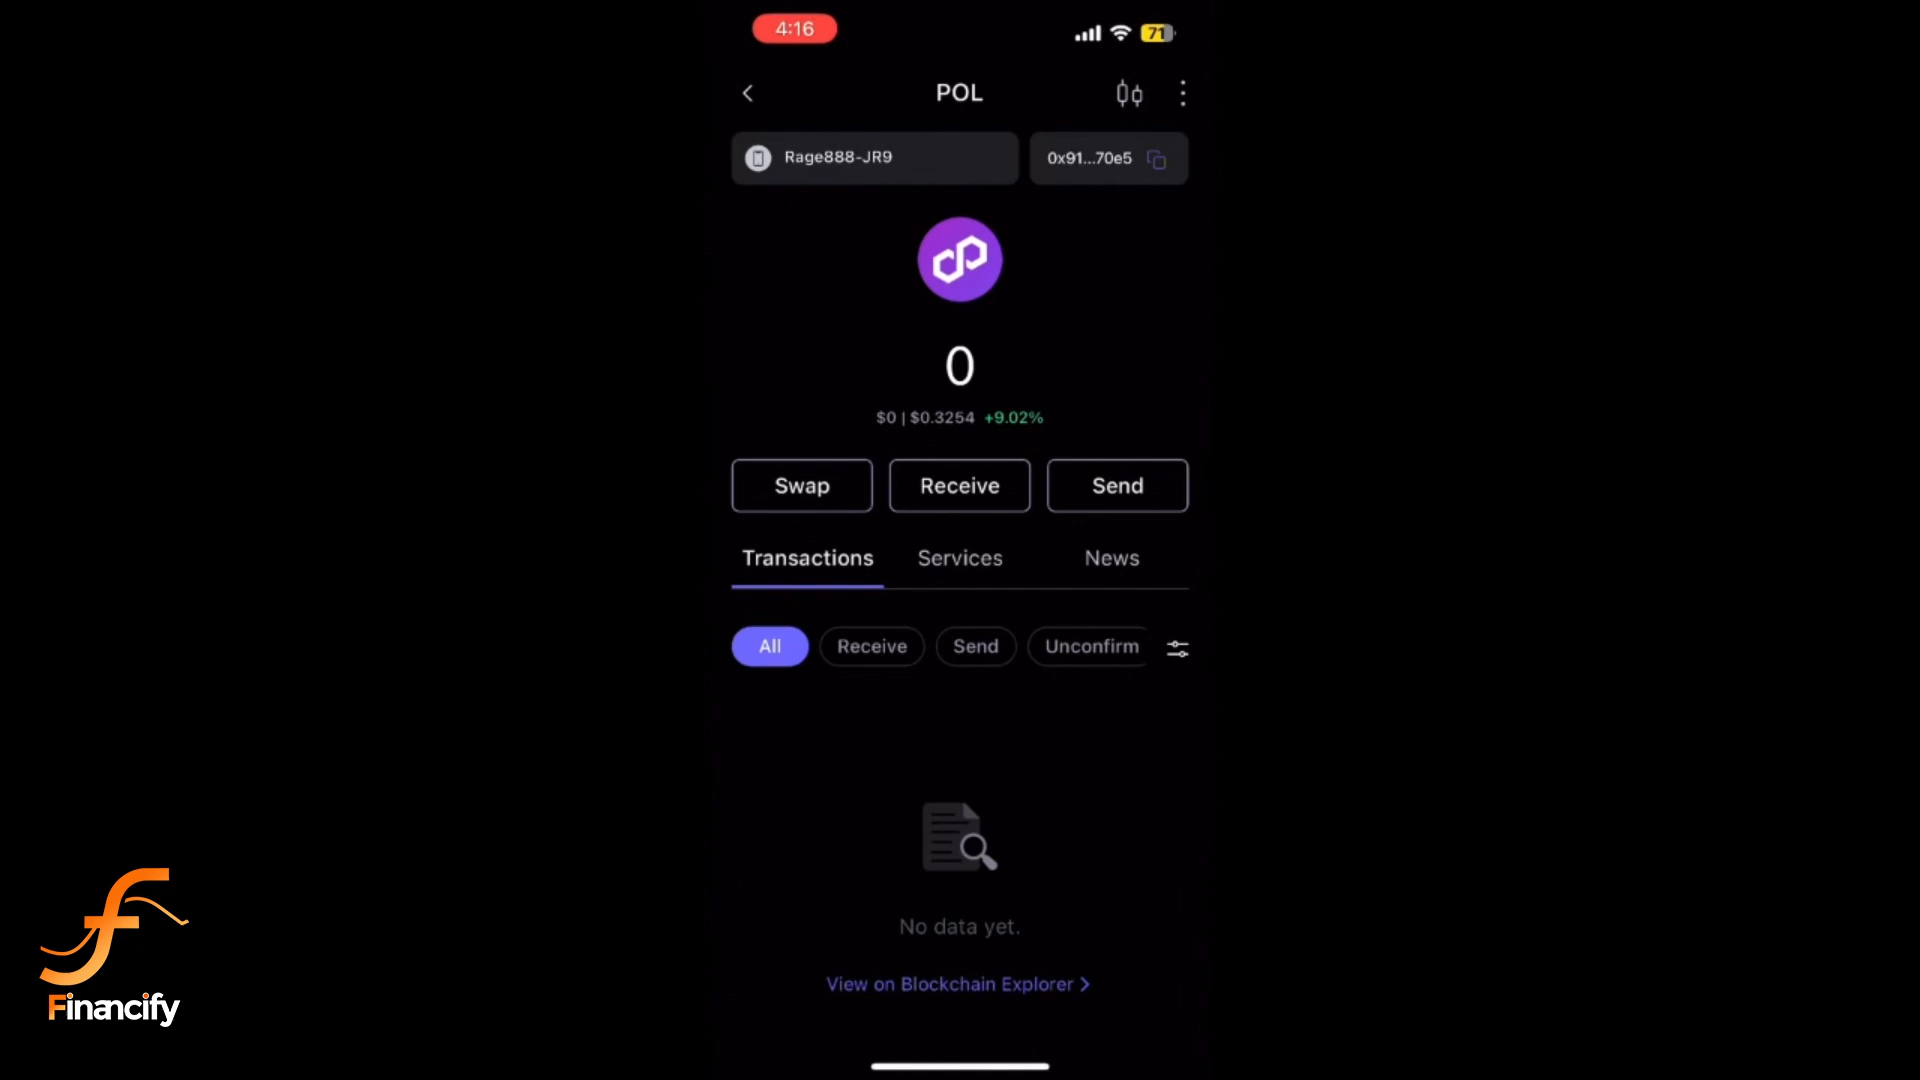 4:16
71
POL
Rage888-JR9
0x91...70e5
0
$0 | $0.3254 +9.02%
Swap
Receive
Send
Transactions
Services
News
All
Receive
Send
Unconfirm
No data yet.
View on Blockchain Explorer >
Financify